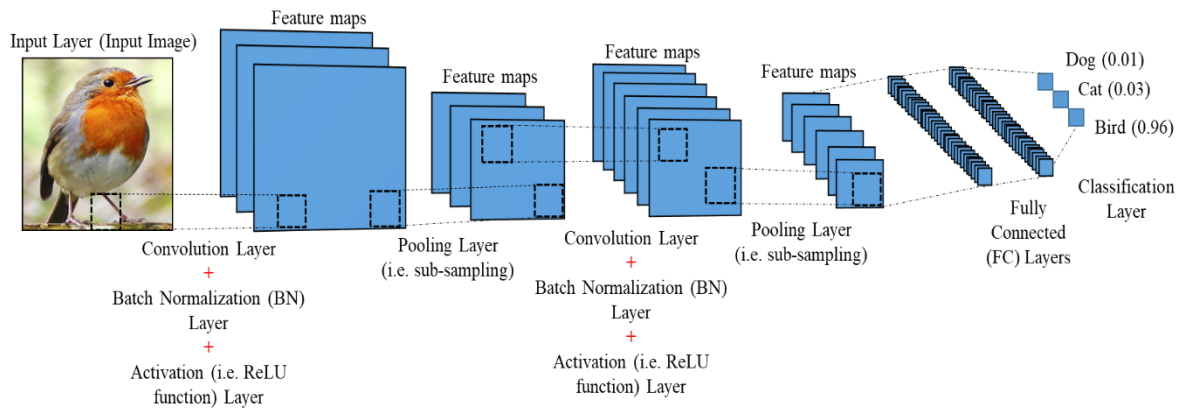 Input Layer (Input Image)
Feature maps
Feature maps
Feature maps
Feature maps
Dog (0.01)
Cat (0.03)
Bird (0.96)
Convolution Layer
+
Batch Normalization (BN)
Layer
+
Activation (i.e. ReLU
function) Layer
Pooling Layer
(i.e. sub-sampling)
Convolution Layer
+
Batch Normalization (BN)
Layer
+
Activation (i.e. ReLU
function) Layer
Pooling Layer
(i.e. sub-sampling)
Fully
Connected
(FC) Layers
Classification
Layer